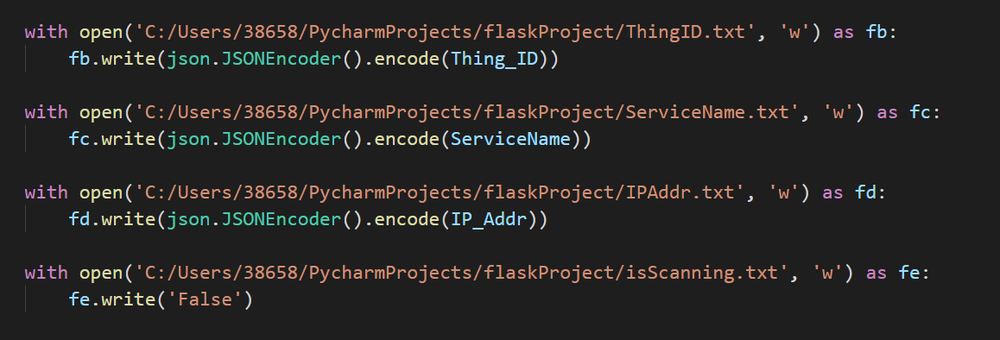 with open('C:/Users/38658/PycharmProjects/flaskProject/ThingID.txt', 'w') as fb:
    fb.write(json.JSONEncoder().encode(Thing_ID))
with open('C:/Users/38658/PycharmProjects/flaskProject/ServiceName.txt', 'w') as fc:
    fc.write(json.JSONEncoder().encode(ServiceName))
with open('C:/Users/38658/PycharmProjects/flaskProject/IPAddr.txt', 'w') as fd:
    fd.write(json.JSONEncoder().encode(IP_Addr))
with open('C:/Users/38658/PycharmProjects/flaskProject/isScanning.txt', 'w') as fe:
    fe.write('False')